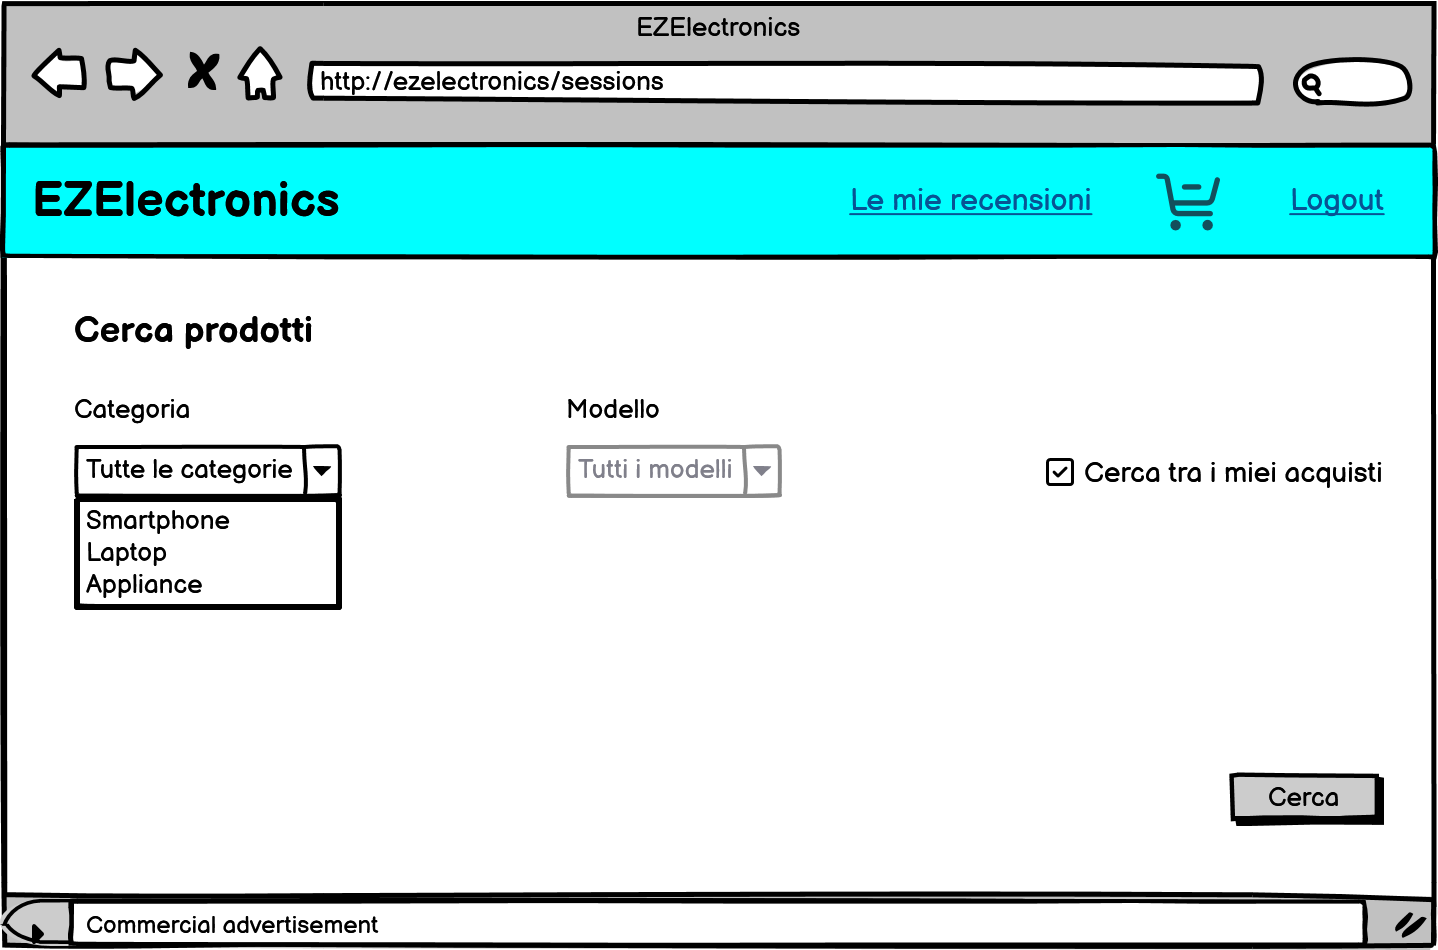 EZElectronics
http://ezelectronics/sessions
EZElectronics
Le mie recensioni
Logout
Cerca prodotti
Categoria
Modello
Tutte le categorie
Tutti i modelli
Cerca tra i miei acquisti
Smartphone
Laptop
Appliance
Cerca
Commercial advertisement